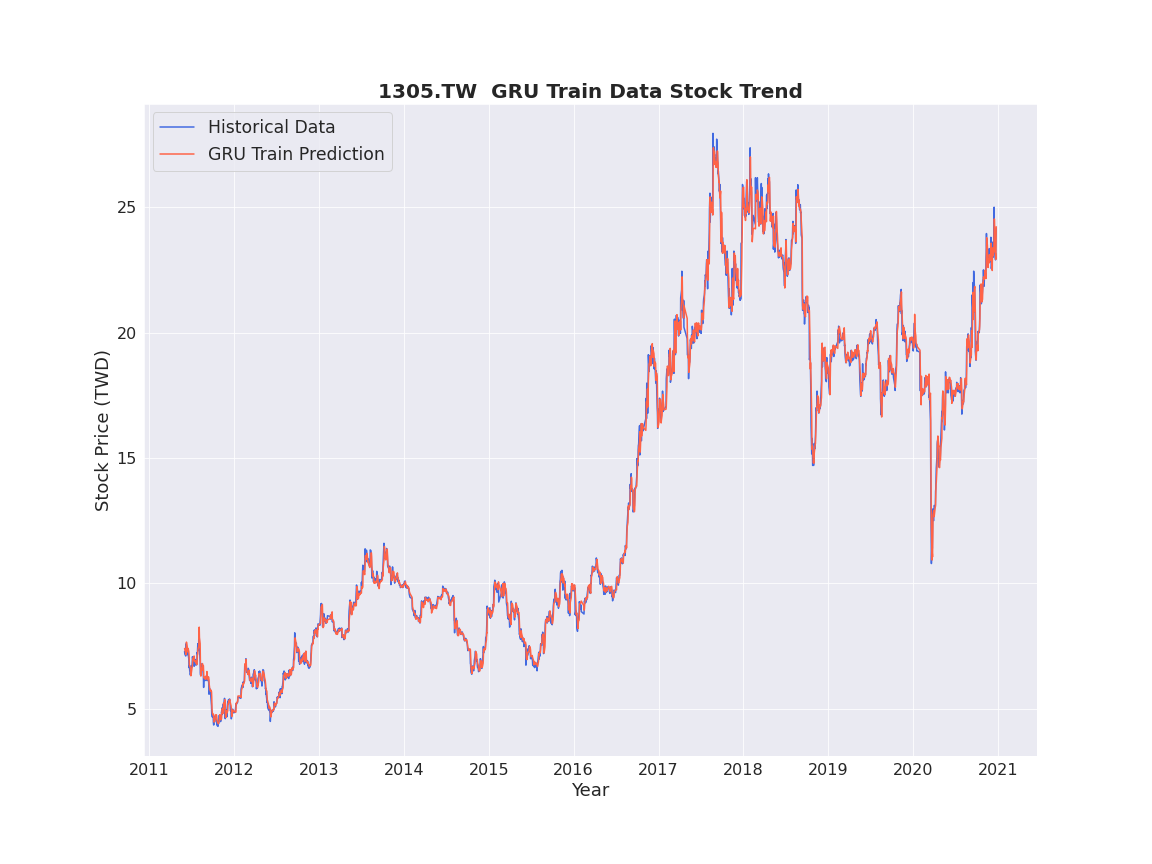 1305.TW  GRU Train Data Stock Trend
Historical Data
GRU Train Prediction
Stock Price (TWD)
25
20
15
10
5
2011 2012 2013 2014 2015 2016 2017 2018 2019 2020 2021
Year